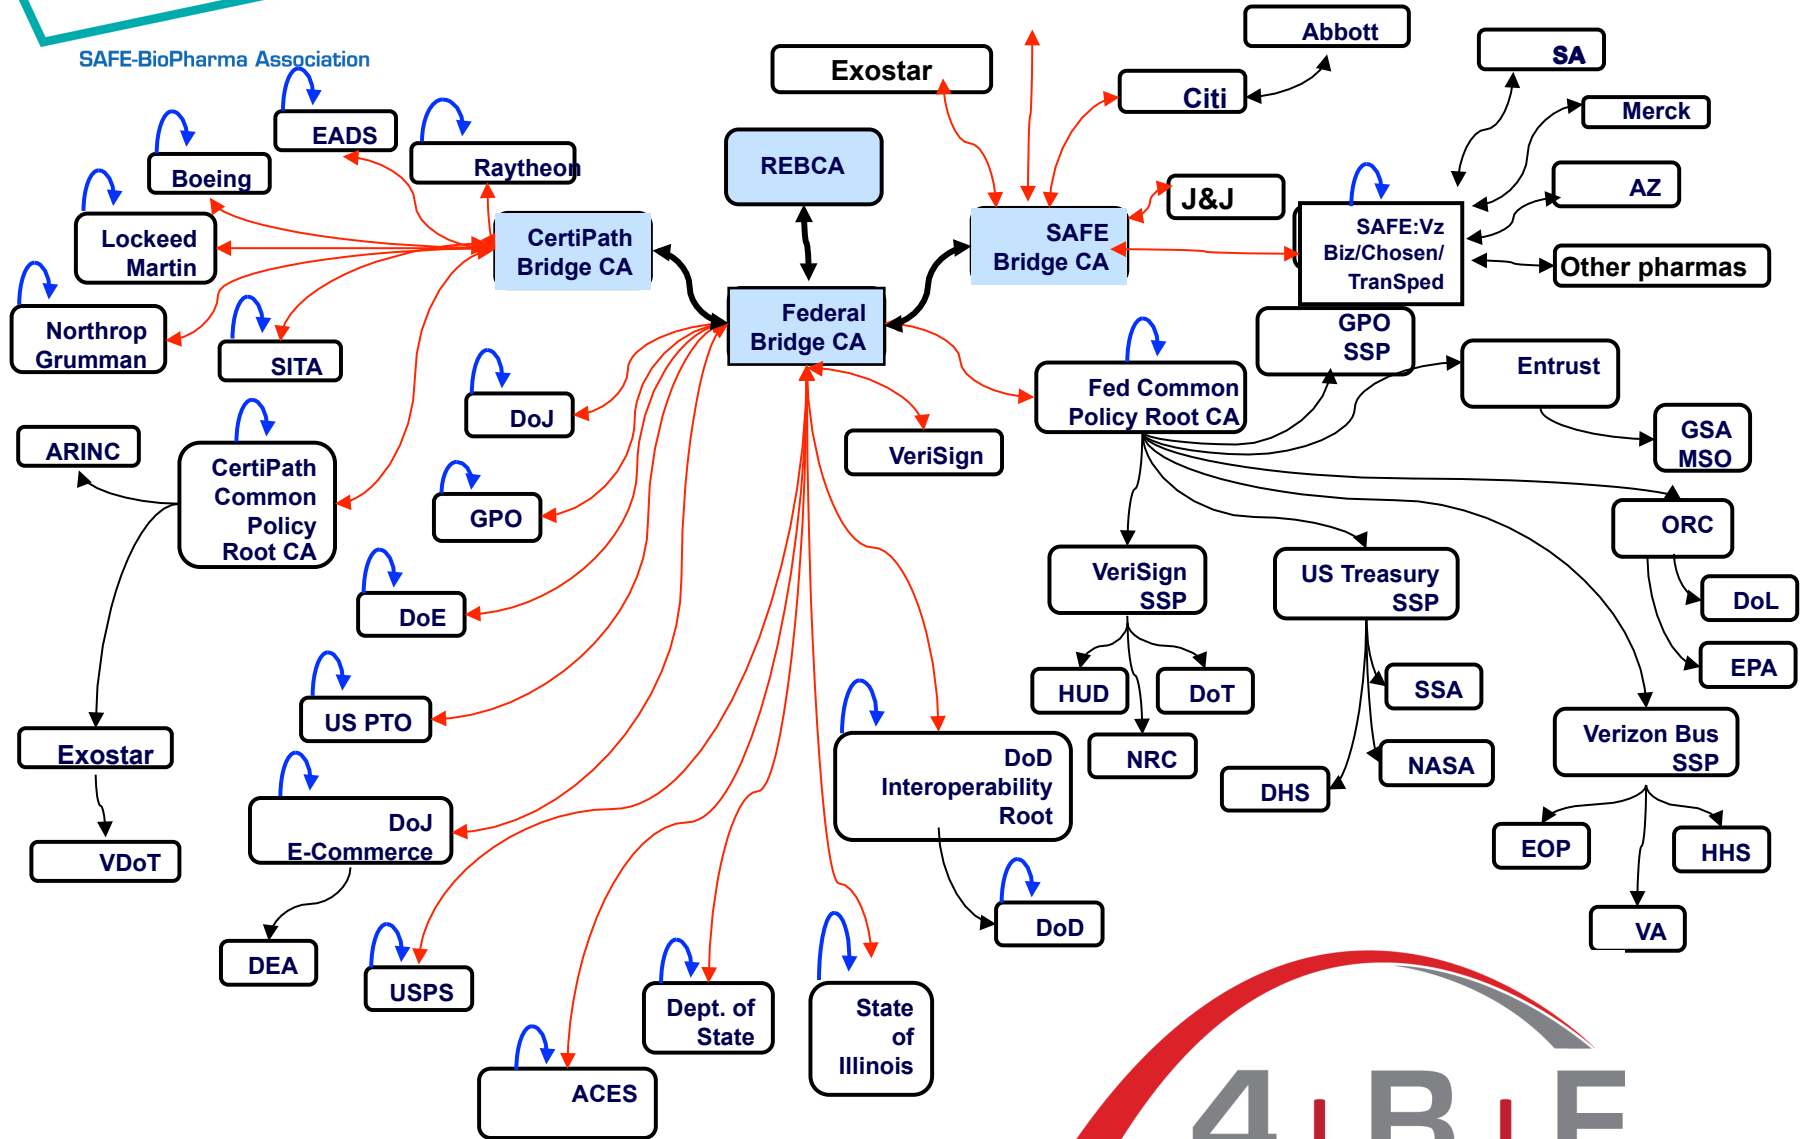 SAFE-BioPharma Association
Abbott
SA
Exostar
Citi
Merck
EADS
REBCA
Raytheon
Boeing
AZ
J&J
Lockeed
Martin
CertiPath
Bridge CA
SAFE
Bridge CA
SAFE:Vz
Biz/Chosen/
TranSped
Other pharmas
Northrop
Grumman
SITA
Federal
Bridge CA
GPO
SSP
Entrust
DoJ
Fed Common
Policy Root CA
ARINC
VeriSign
GSA
MSO
CertiPath
Common
Policy
Root CA
GPO
ORC
VeriSign
SSP
US Treasury
SSP
DoL
DoE
EPA
HUD
DoT
SSA
US PTO
Exostar
DoD
Interoperability
Root
NRC
NASA
Verizon Bus
SSP
DHS
DoJ
E-Commerce
VDoT
EOP
HHS
DoD
VA
DEA
USPS
Dept. of
State
State
of
Illinois
ACES